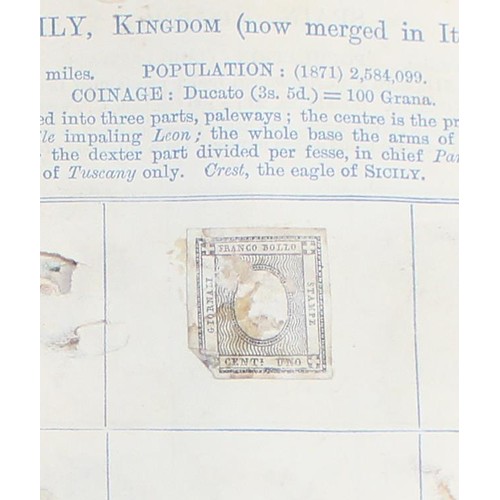 ILY, KINGDOM (now merged in It
miles. POPULATION : (1871) 2,584,099.
COINAGE : Ducato (3s. 5d.) = 100 Grana.
ed into three parts, paleways ; the centre is the pr
le impaling Leon; the whole base the arms of
the dexter part divided per fesse, in chief Par
of Tuscany only. Crest, the eagle of SICILY.
FRANCO BOLLO
GIORNALI
STAMPE
CENT: UNO